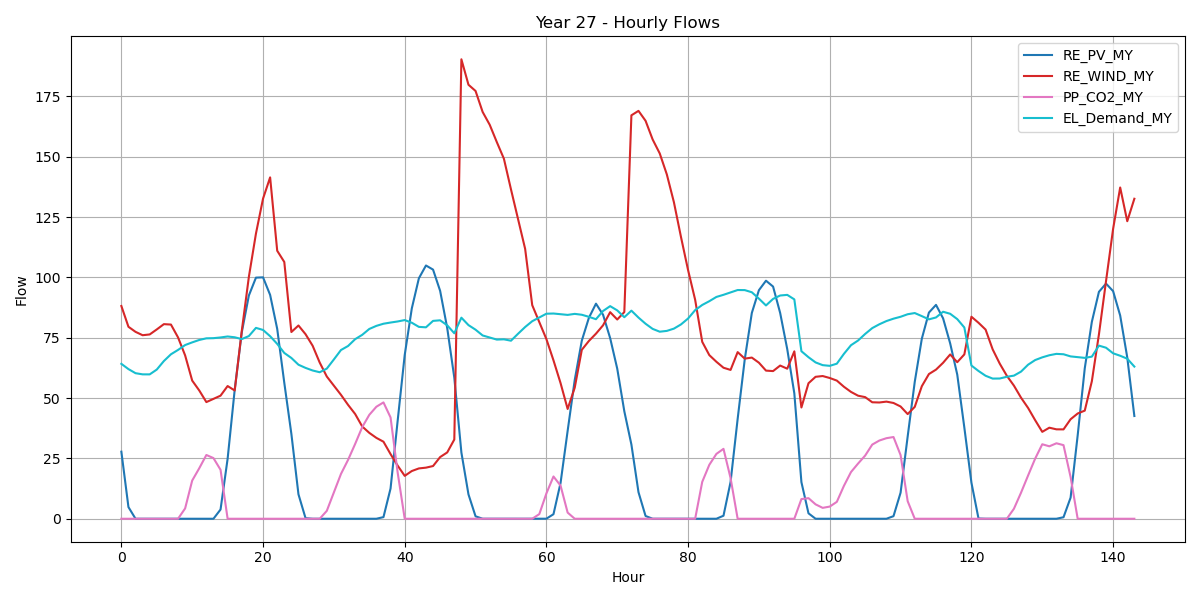 Year 27 - Hourly Flows
RE_PV_MY
RE_WIND_MY
PP_CO2_MY
EL_Demand_MY
175
150
125
100
75
50
25
0
Flow
0 20 40 60 80 100 120 140
Hour